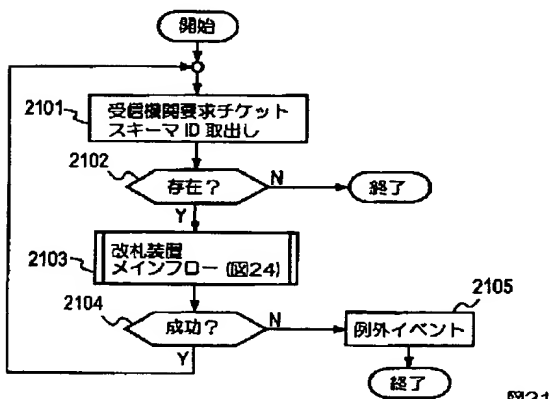 開始
2101
受信機関要求チケット
スキーマ ID 取出し
2102
存在?
N
終了
Y
2103
改札装置
メインフロー (図24)
2104
成功?
N
2105
例外イベント
Y
終了
図21